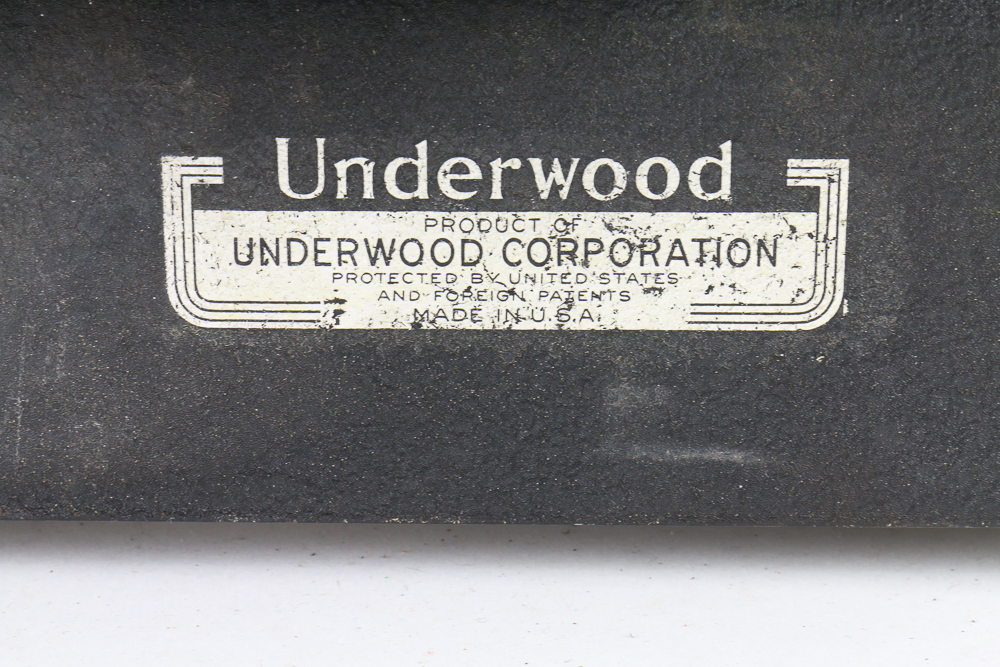 Underwood
PRODUCT OF
UNDERWOOD CORPORATION
PROTECTED BY UNITED STATES
AND FOREIGN PATENTS
MADE IN U.S.A.